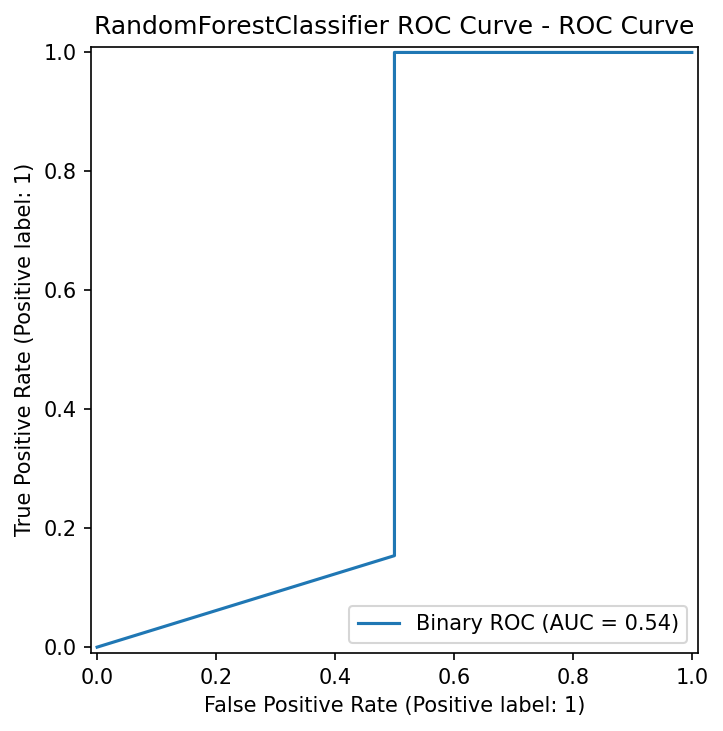 RandomForestClassifier ROC Curve - ROC Curve
True Positive Rate (Positive label: 1)
1.0
0.8
0.6
0.4
0.2
0.0
Binary ROC (AUC = 0.54)
0.0 0.2 0.4 0.6 0.8 1.0
False Positive Rate (Positive label: 1)